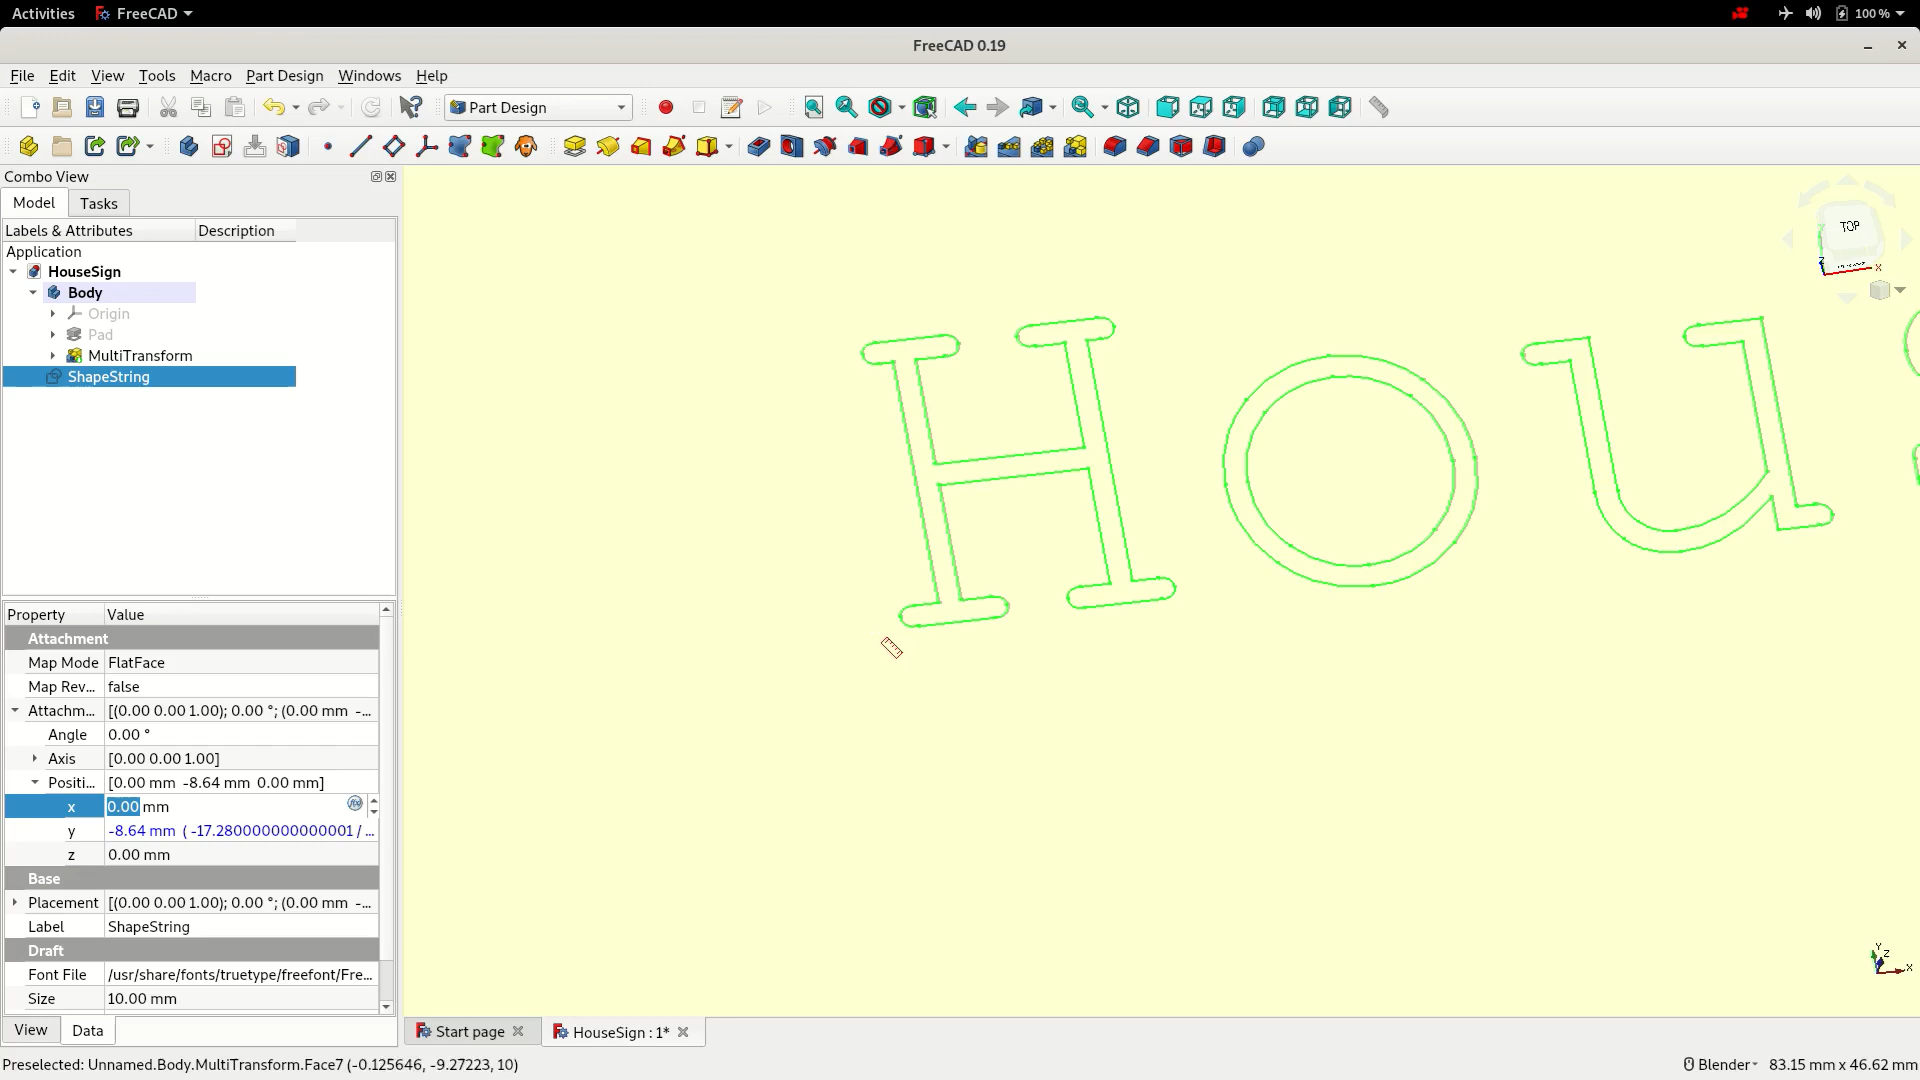 Activities FreeCAD 100 %
FreeCAD 0.19
File Edit View Tools Macro Part Design Windows Help
Part Design
Combo View
Model Tasks
Labels & Attributes Description
Application
HouseSign
Body
Origin
Pad
MultiTransform
ShapeString
TOP
Z X
Hou
Property Value
Attachment
Map Mode FlatFace
Map Rev... false
Attachm... [(0.00 0.00 1.00); 0.00 °; (0.00 mm -...
Angle 0.00 °
Axis [0.00 0.00 1.00]
Positi... [0.00 mm -8.64 mm 0.00 mm]
x 0.00 mm
y -8.64 mm ( -17.280000000000001 / ...
z 0.00 mm
Base
Placement [(0.00 0.00 1.00); 0.00 °; (0.00 mm -...
Label ShapeString
Draft
Font File /usr/share/fonts/truetype/freefont/Fre...
Size 10.00 mm
Y Z X
View Data
Start page HouseSign : 1*
Preselected: Unnamed.Body.MultiTransform.Face7 (-0.125646, -9.27223, 10) Blender 83.15 mm x 46.62 mm